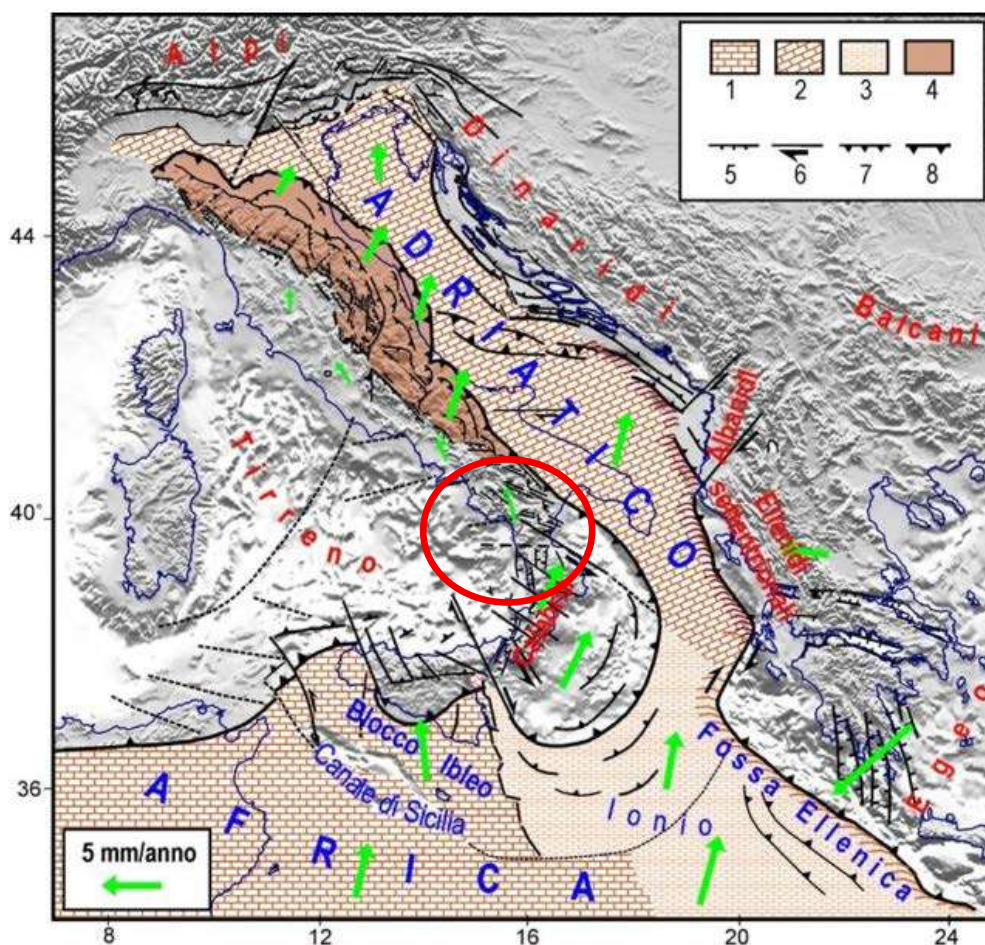 Alpi
1 2 3 4
5 6 7 8
Dinaridi
44
ADRIATICO
Balcani
Albanidi
Tirreno
Ellenidi
settentrionali
40
Calabria
Egeo
Blocco
Ibleo
Canale di Sicilia
Fossa Ellenica
36
Ionio
AFRICA
5 mm/anno
8 12 16 20 24